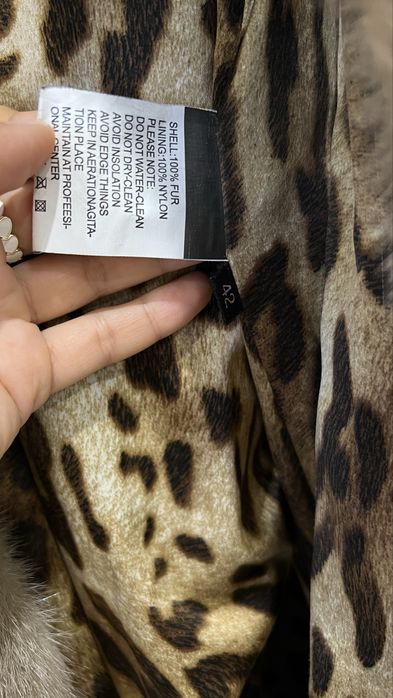 SHELL:100% FUR
LINING:100% NYLON
PLEASE NOTE:
DO NOT WATER-CLEAN
DO NOT DRY-CLEAN
AVOID INSOLATION
AVOID EDGE THINGS
KEEP IN AERATIONAGITA-
TION PLACE
MAINTAIN AT PROFEESI-
ONAL CENTER
42